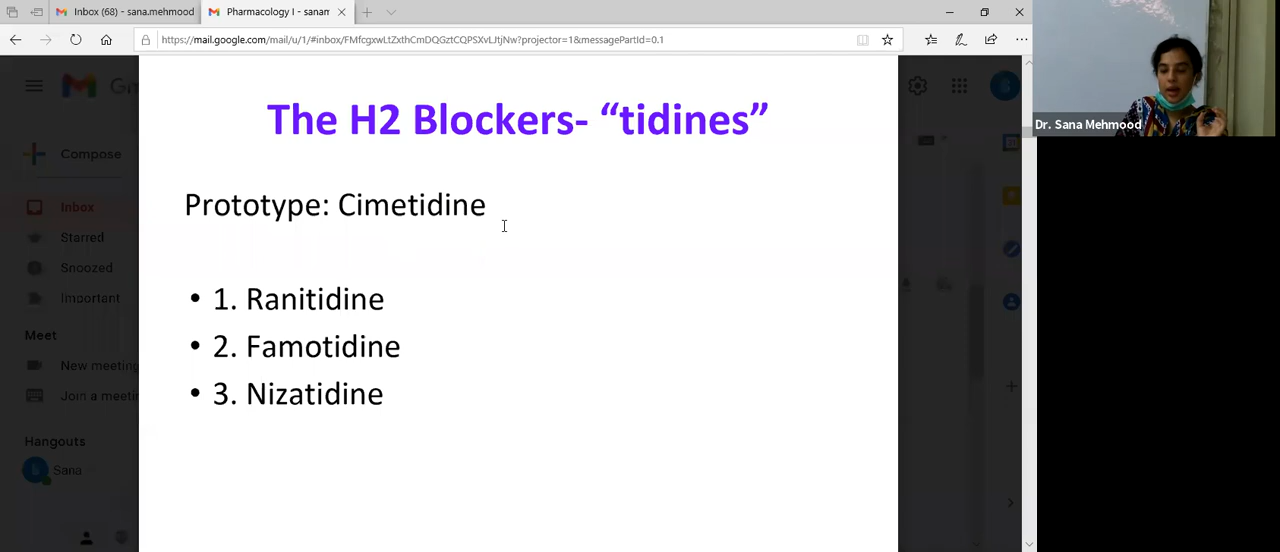 Inbox (68) - sana.mehmood
Pharmacology I - sanam
https://mail.google.com/mail/u/1/#inbox/FMfcgxwLtZxthCmDQGztCQPSXvLJtjNw?projector=1&messagePartId=0.1
Compose
Inbox
Starred
Snoozed
Important
Meet
New meeting
Join a meeti
Hangouts
Sana
The H2 Blockers- “tidines”
Prototype: Cimetidine
• 1. Ranitidine
• 2. Famotidine
• 3. Nizatidine
Dr. Sana Mehmood